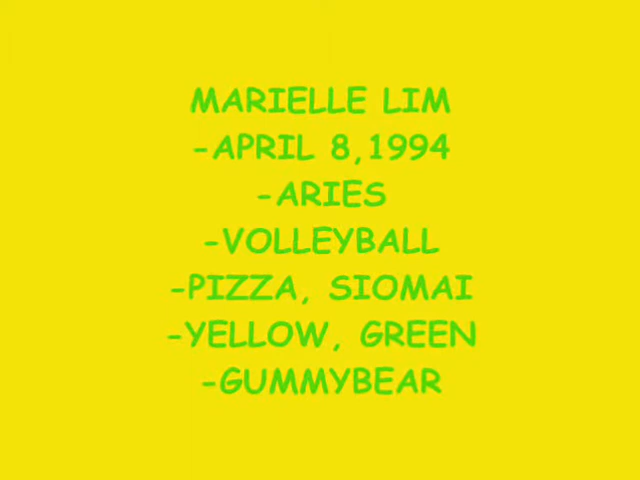 MARIELLE LIM
-APRIL 8,1994
-ARIES
-VOLLEYBALL
-PIZZA, SIOMAI
-YELLOW, GREEN
-GUMMYBEAR